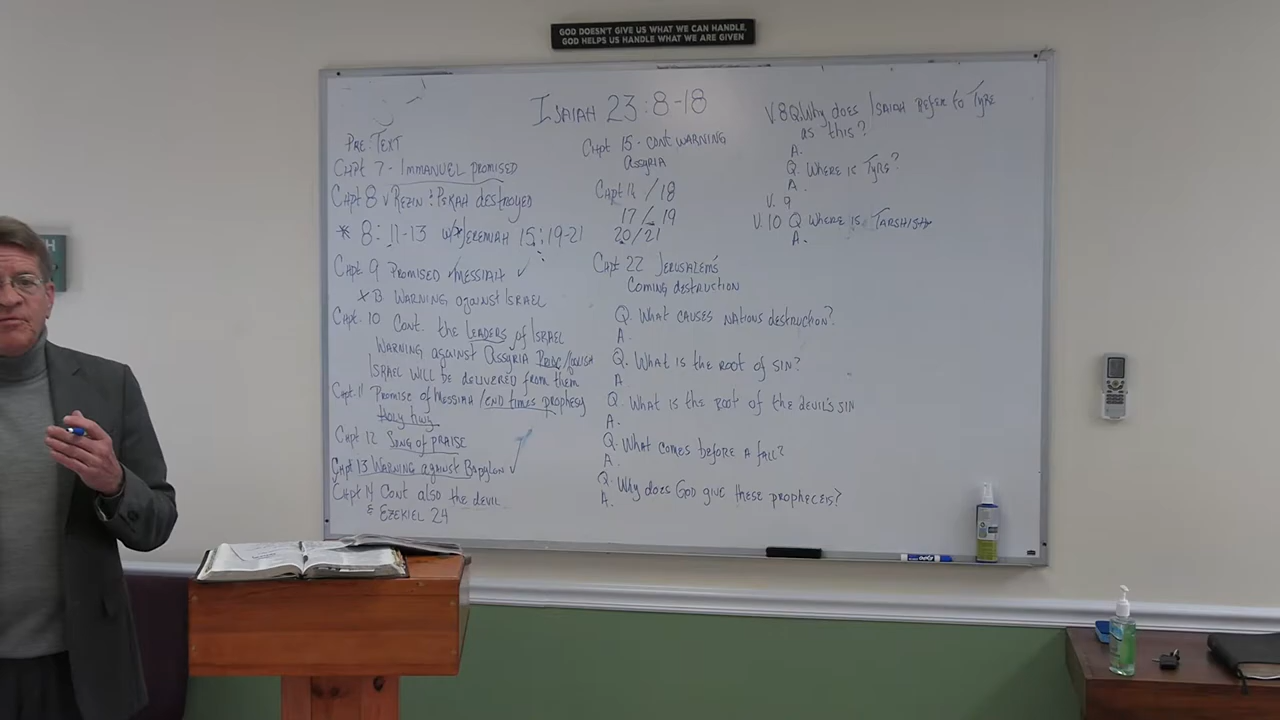 GOD DOESN'T GIVE US WHAT WE CAN HANDLE,
GOD HELPS US HANDLE WHAT WE ARE GIVEN
ISAIAH 23:8-18
PRE:TEXT
CHPT 7 - IMMANUEL PROMISED
CHPT 8 v REZIN & PEKAH destROYED
* 8:11-13 w/ JEREMIAH 15:19-21
CHPT 9 PROMISED MESSIAH ✓
* B WARNING AGAINST ISRAEL
CHPT. 10 CONT. the LEADERS of ISRAEL
WARNING AGAINST ASSYRIA PRIDE/foolISH
ISRAEL WILL BE delIVERED from them
CHPT. 11 Promise of Messiah / END TIMES prophesy
Holy Hwy.
CHPT 12 SONG of PRAISE
CHPT 13 WARNING AGAINST BAPYLON ✓
CHPT 14 CONT Also the devil
& EZEKIEL 24
CHPT 15 - CONT WARNING
ASSYRIA
CHPT 16 / 18
17 / 19
20/21
CHPT 22 JERUSALEM'S
COMING destRUCTION
Q. WHAT CAUSES NATIONS destRUCTION?
A.
Q. WHAT IS the ROOT of SIN?
A
Q. WHAT IS the ROOT of the devil's SIN
A.
Q. WHAT COMES before A fAll?
A.
Q. Why does GOD GIVE these propheceis?
A.
V. 8 Q. Why does ISAIAH REFER to TYRE
AS this?
A.
Q. WHERE IS TYRE?
A
V. 9
V. 10 Q WHERE IS TARSHISH
A.
EXPO